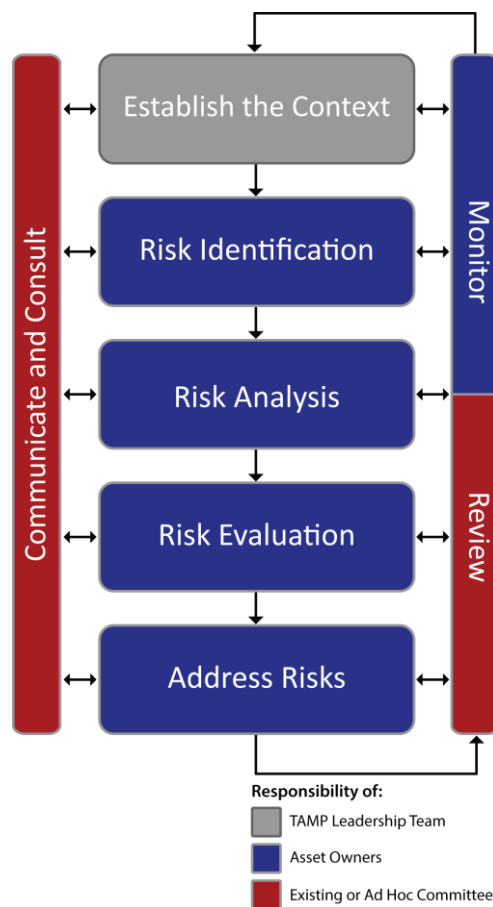 Establish the Context
Communicate and Consult
Monitor
Risk Identification
Risk Analysis
Review
Risk Evaluation
Address Risks
Responsibility of:
TAMP Leadership Team
Asset Owners
Existing or Ad Hoc Committee